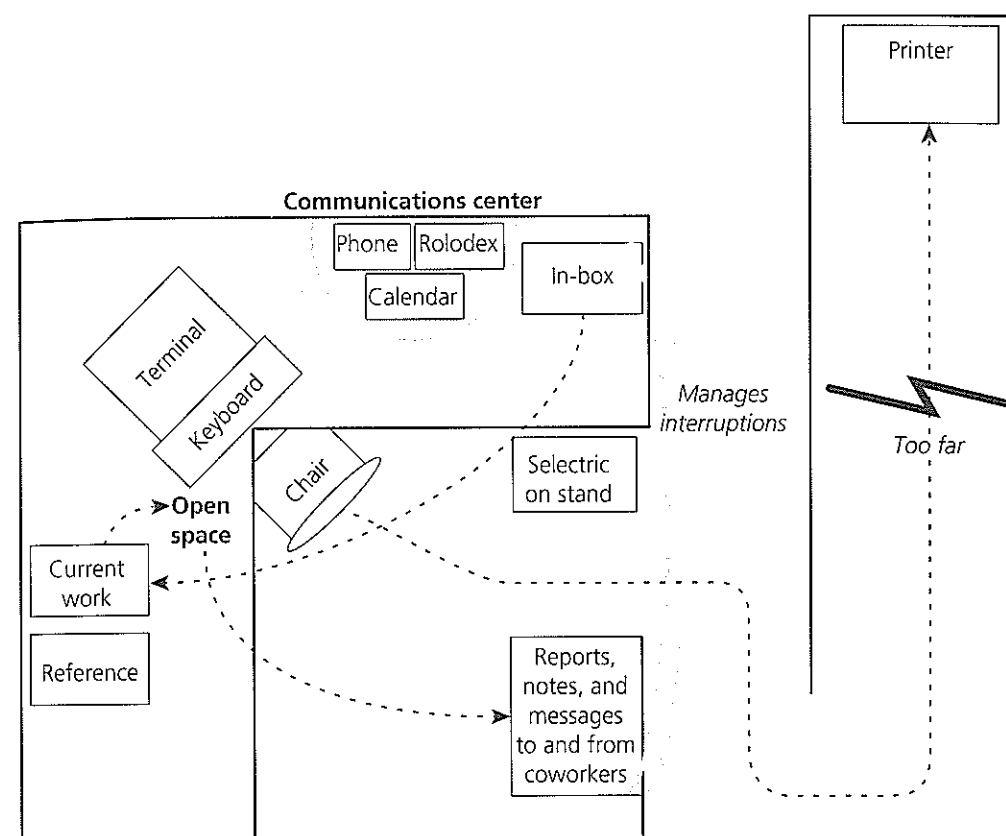 Printer
Communications center
Phone
Rolodex
Calendar
In-box
Terminal
Keyboard
Manages
interruptions
Too far
Chair
Selectric
on stand
Open
space
Current
work
Reference
Reports,
notes, and
messages
to and from
coworkers